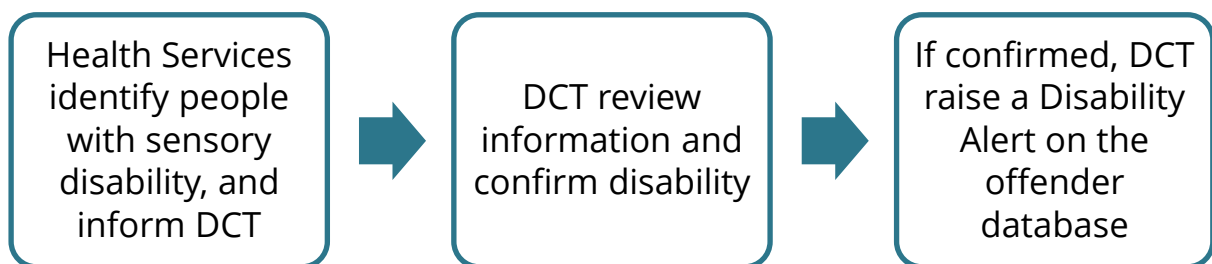 Health Services
identify people
with sensory
disability, and
inform DCT
DCT review
information and
confirm disability
If confirmed, DCT
raise a Disability
Alert on the
offender
database